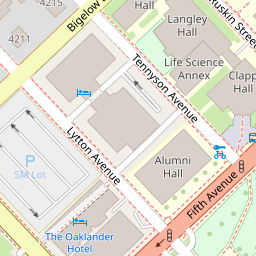 4215
4211
Bigelow
Langley
Hall
Ruskin Street
Hall
Life Science
Annex
Clapp
Hall
Tennyson Avenue
Lytton Avenue
P
SM Lot
Alumni
Hall
Fifth Avenue
The Oaklander
Hotel